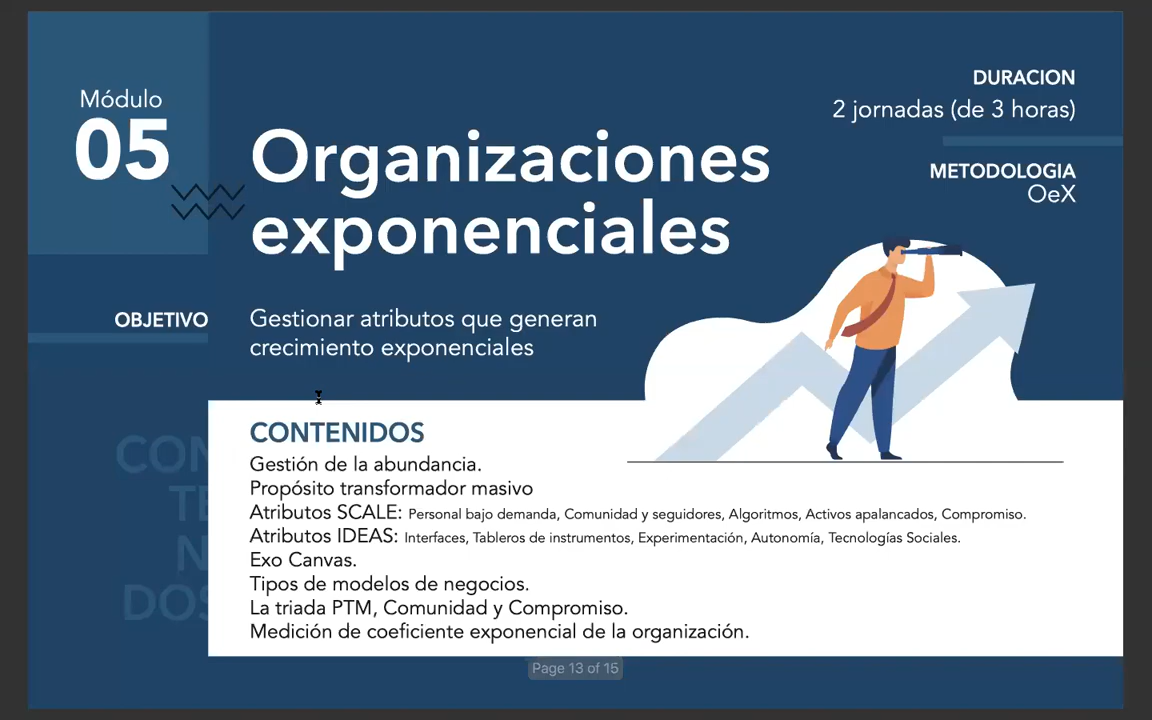 Módulo
05
Organizaciones
exponenciales
DURACION
2 jornadas (de 3 horas)
METODOLOGIA
OeX
OBJETIVO
Gestionar atributos que generan
crecimiento exponenciales
CON
TE
N
DOS
CONTENIDOS
Gestión de la abundancia.
Propósito transformador masivo
Atributos SCALE: Personal bajo demanda, Comunidad y seguidores, Algoritmos, Activos apalancados, Compromiso.
Atributos IDEAS: Interfaces, Tableros de instrumentos, Experimentación, Autonomía, Tecnologías Sociales.
Exo Canvas.
Tipos de modelos de negocios.
La triada PTM, Comunidad y Compromiso.
Medición de coeficiente exponencial de la organización.
Page 13 of 15